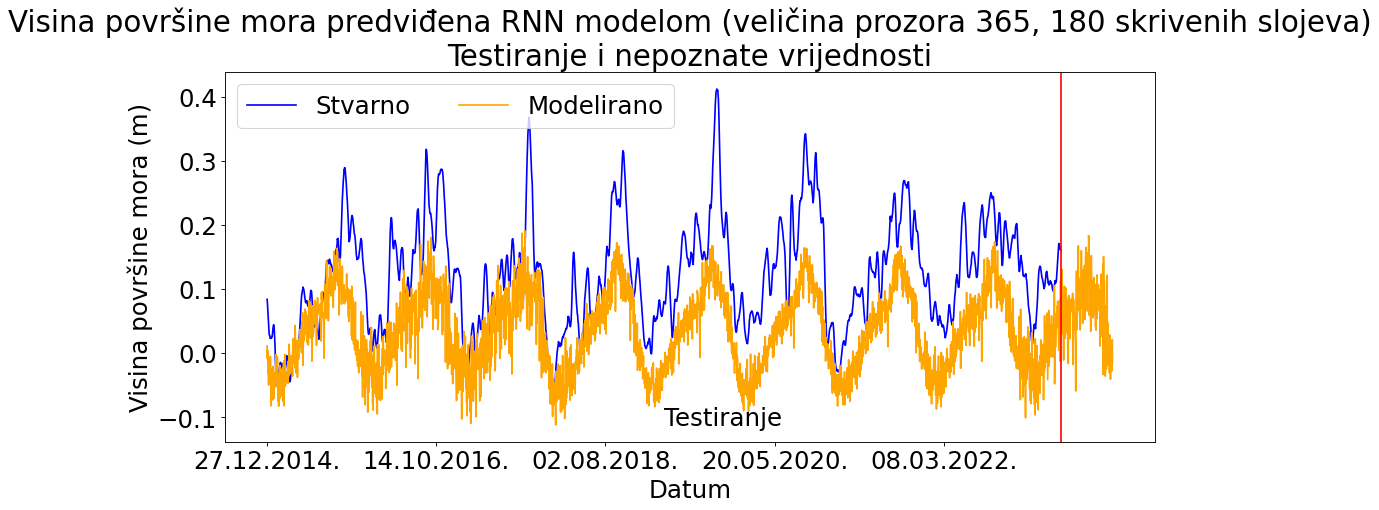 Visina površine mora predviđena RNN modelom (veličina prozora 365, 180 skrivenih slojeva)
Testiranje i nepoznate vrijednosti
Stvarno Modelirano
Visina površine mora (m)
0.4
0.3
0.2
0.1
0.0
−0.1
Testiranje
27.12.2014. 14.10.2016. 02.08.2018. 20.05.2020. 08.03.2022.
Datum